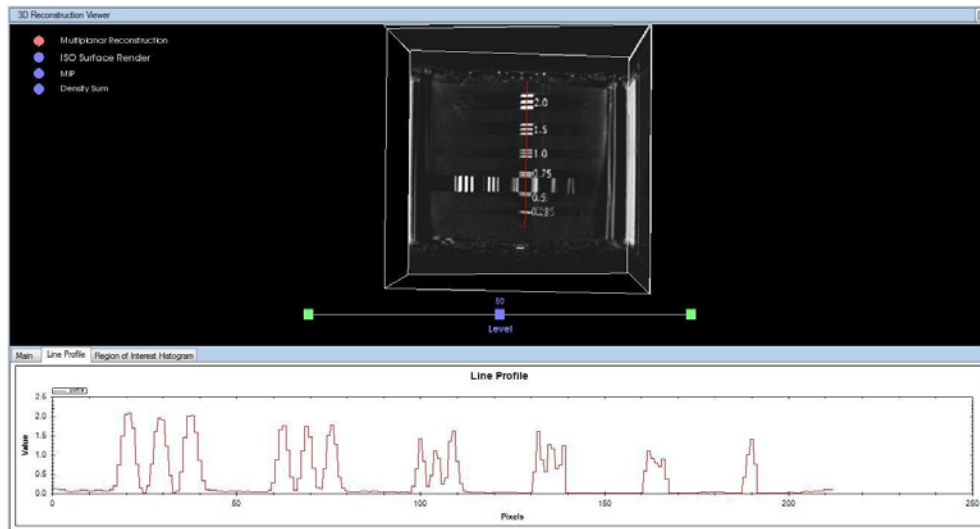 3D Reconstruction Viewer
Multiplanar Reconstruction
ISO Surface Render
MIP
Density Sum
2.0
1.5
1.0
0.75
0.5
50
Level
Main Line Profile Region of Interest Histogram
Line Profile
2.5
2.0
1.5
1.0
0.5
0.0
Value
0 50 100 150 200 250
Pixels